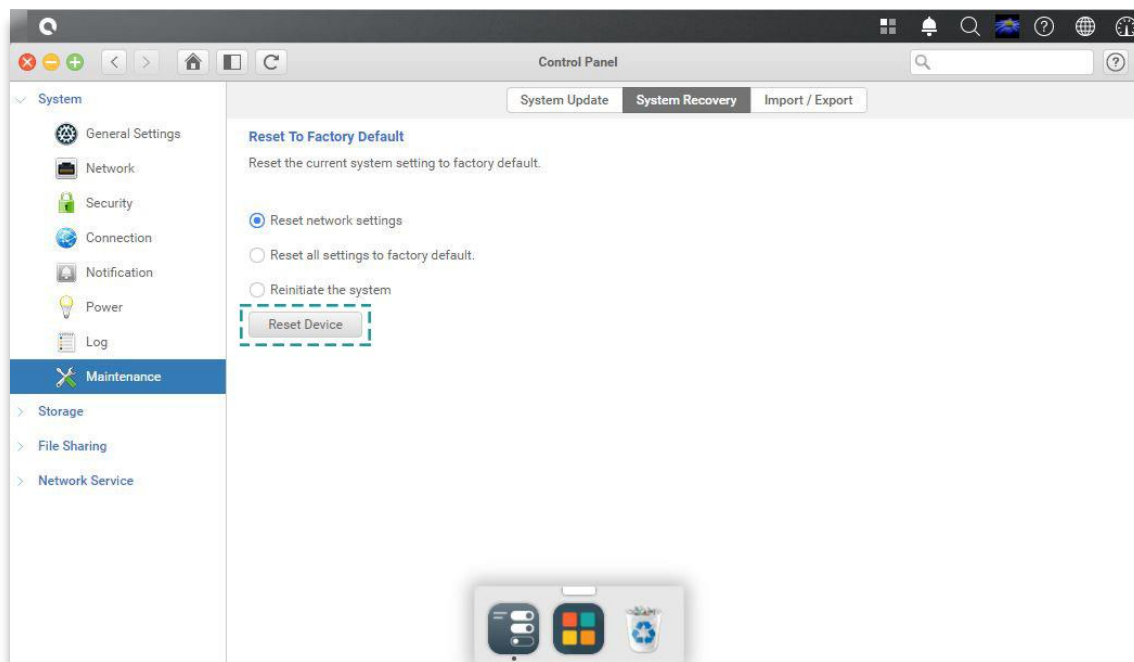 Control Panel
System
System Update
System Recovery
Import / Export
General Settings
Network
Security
Connection
Notification
Power
Log
Maintenance
Storage
File Sharing
Network Service
Reset To Factory Default
Reset the current system setting to factory default.
Reset network settings
Reset all settings to factory default.
Reinitiate the system
Reset Device